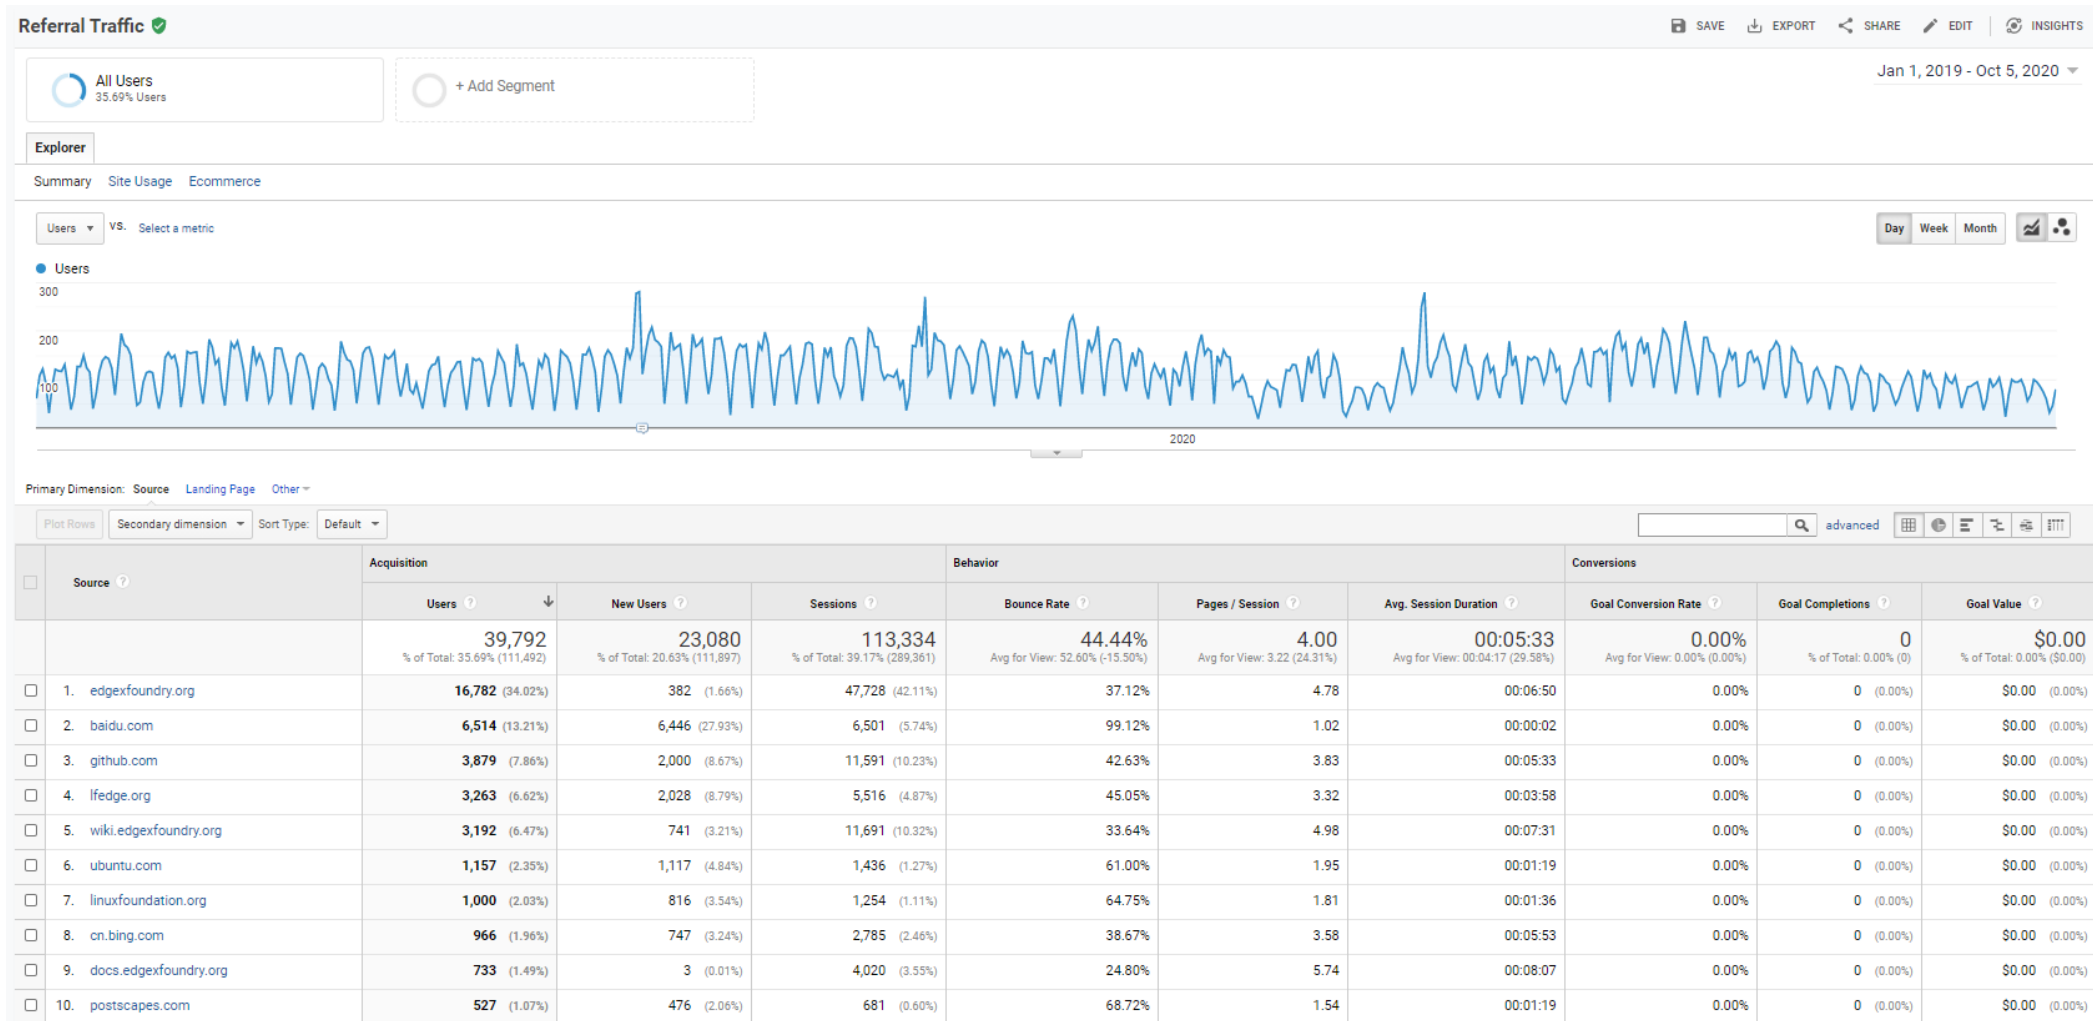 Referral Traffic
SAVE EXPORT SHARE EDIT INSIGHTS
All Users
35.69% Users
+ Add Segment
Jan 1, 2019 - Oct 5, 2020
Explorer
Summary Site Usage Ecommerce
Users VS. Select a metric
Day Week Month
Users
300
200
100
2020
Primary Dimension: Source Landing Page Other
Plot Rows Secondary dimension Sort Type: Default advanced
Acquisition Behavior Conversions
Source ? Users ? New Users ? Sessions ? Bounce Rate ? Pages / Session ? Avg. Session Duration ? Goal Conversion Rate ? Goal Completions ? Goal Value ?
39,792 23,080 113,334 44.44% 4.00 00:05:33 0.00% 0 $0.00
% of Total: 35.69% (111,492) % of Total: 20.63% (111,897) % of Total: 39.17% (289,361) Avg for View: 52.60% (-15.50%) Avg for View: 3.22 (24.31%) Avg for View: 00:04:17 (29.58%) Avg for View: 0.00% (0.00%) % of Total: 0.00% (0) % of Total: 0.00% ($0.00)
1. edgexfoundry.org 16,782 (34.02%) 382 (1.66%) 47,728 (42.11%) 37.12% 4.78 00:06:50 0.00% 0 (0.00%) $0.00 (0.00%)
2. baidu.com 6,514 (13.21%) 6,446 (27.93%) 6,501 (5.74%) 99.12% 1.02 00:00:02 0.00% 0 (0.00%) $0.00 (0.00%)
3. github.com 3,879 (7.86%) 2,000 (8.67%) 11,591 (10.23%) 42.63% 3.83 00:05:33 0.00% 0 (0.00%) $0.00 (0.00%)
4. lfedge.org 3,263 (6.62%) 2,028 (8.79%) 5,516 (4.87%) 45.05% 3.32 00:03:58 0.00% 0 (0.00%) $0.00 (0.00%)
5. wiki.edgexfoundry.org 3,192 (6.47%) 741 (3.21%) 11,691 (10.32%) 33.64% 4.98 00:07:31 0.00% 0 (0.00%) $0.00 (0.00%)
6. ubuntu.com 1,157 (2.35%) 1,117 (4.84%) 1,436 (1.27%) 61.00% 1.95 00:01:19 0.00% 0 (0.00%) $0.00 (0.00%)
7. linuxfoundation.org 1,000 (2.03%) 816 (3.54%) 1,254 (1.11%) 64.75% 1.81 00:01:36 0.00% 0 (0.00%) $0.00 (0.00%)
8. cn.bing.com 966 (1.96%) 747 (3.24%) 2,785 (2.46%) 38.67% 3.58 00:05:53 0.00% 0 (0.00%) $0.00 (0.00%)
9. docs.edgexfoundry.org 733 (1.49%) 3 (0.01%) 4,020 (3.55%) 24.80% 5.74 00:08:07 0.00% 0 (0.00%) $0.00 (0.00%)
10. postscapes.com 527 (1.07%) 476 (2.06%) 681 (0.60%) 68.72% 1.54 00:01:19 0.00% 0 (0.00%) $0.00 (0.00%)